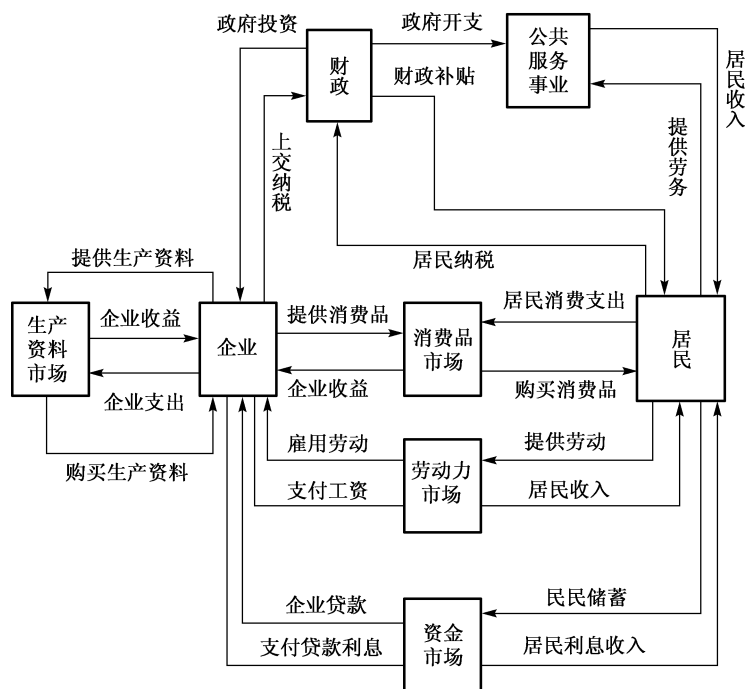 政府投资
财政
政府开支
公共服务事业
财政补贴
居民收入
提供劳务
上交纳税
居民纳税
提供生产资料
生产资料市场
企业收益
企业支出
购买生产资料
企业
提供消费品
企业收益
消费品市场
居民消费支出
购买消费品
居民
雇用劳动
支付工资
劳动力市场
提供劳动
居民收入
企业贷款
支付贷款利息
资金市场
民民储蓄
居民利息收入